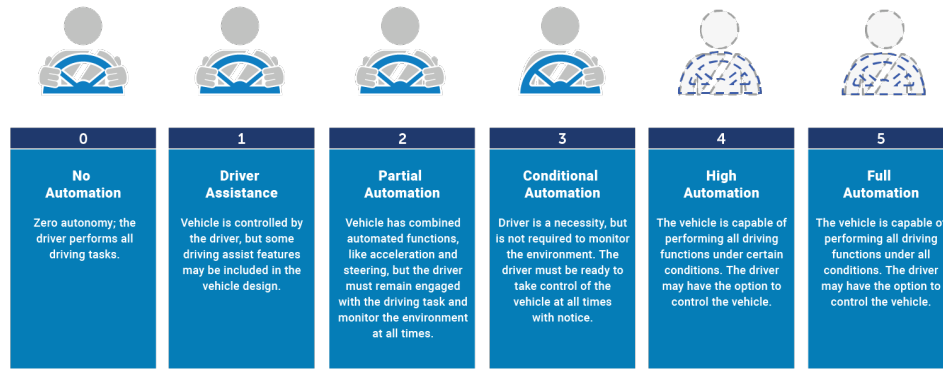 0
No
Automation
Zero autonomy; the
driver performs all
driving tasks.
1
Driver
Assistance
Vehicle is controlled by
the driver, but some
driving assist features
may be included in the
vehicle design.
2
Partial
Automation
Vehicle has combined
automated functions,
like acceleration and
steering, but the driver
must remain engaged
with the driving task and
monitor the environment
at all times.
3
Conditional
Automation
Driver is a necessity, but
is not required to monitor
the environment. The
driver must be ready to
take control of the
vehicle at all times
with notice.
4
High
Automation
The vehicle is capable of
performing all driving
functions under certain
conditions. The driver
may have the option to
control the vehicle.
5
Full
Automation
The vehicle is capable of
performing all driving
functions under all
conditions. The driver
may have the option to
control the vehicle.